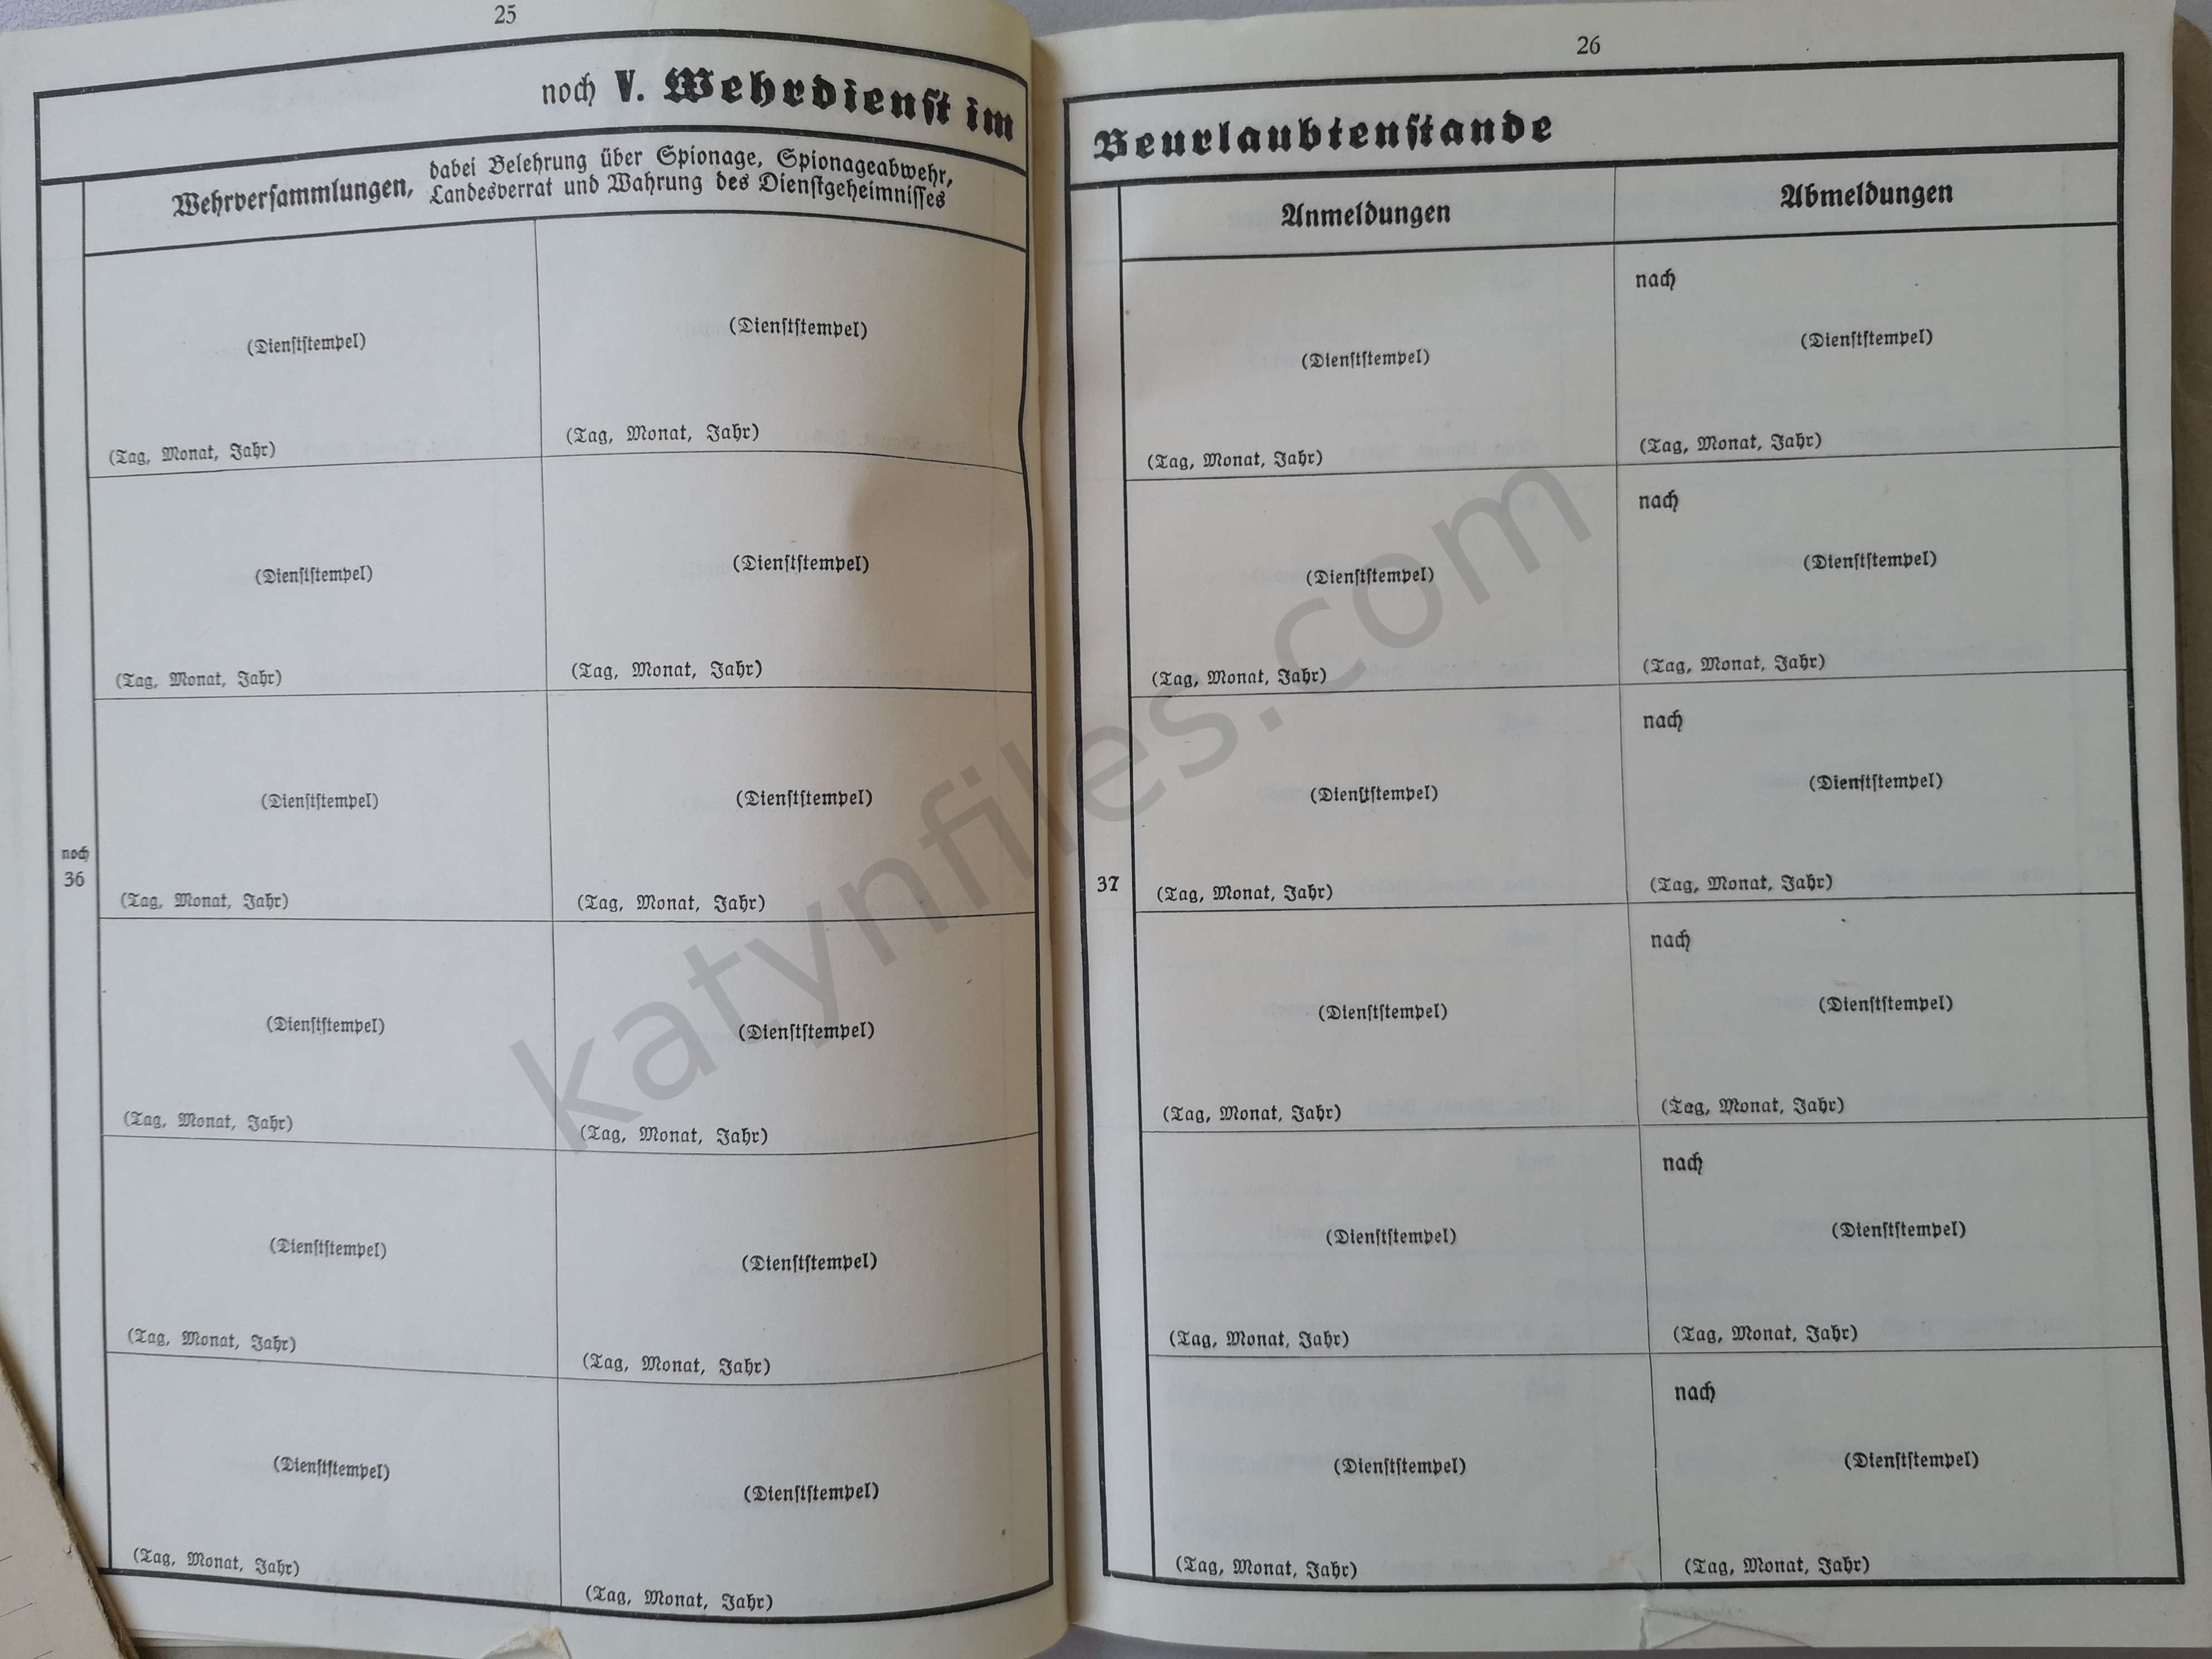 25
noch V. Wehrdienst im
Wehrversammlungen, dabei Belehrung über Spionage, Spionageabwehr,
Landesverrat und Wahrung des Dienstgeheimnisses
(Dienststempel) (Dienststempel)
(Tag, Monat, Jahr) (Tag, Monat, Jahr)
(Dienststempel) (Dienststempel)
(Tag, Monat, Jahr) (Tag, Monat, Jahr)
(Dienststempel) (Dienststempel)
noch
36
(Tag, Monat, Jahr) (Tag, Monat, Jahr)
(Dienststempel) (Dienststempel)
(Tag, Monat, Jahr) (Tag, Monat, Jahr)
(Dienststempel) (Dienststempel)
(Tag, Monat, Jahr) (Tag, Monat, Jahr)
(Dienststempel) (Dienststempel)
(Tag, Monat, Jahr) (Tag, Monat, Jahr)
26
Beurlaubtenstande
Anmeldungen Abmeldungen
nach
(Dienststempel) (Dienststempel)
(Tag, Monat, Jahr) (Tag, Monat, Jahr)
nach
(Dienststempel) (Dienststempel)
(Tag, Monat, Jahr) (Tag, Monat, Jahr)
nach
(Dienststempel) (Dienststempel)
37
(Tag, Monat, Jahr) (Tag, Monat, Jahr)
nach
(Dienststempel) (Dienststempel)
(Tag, Monat, Jahr) (Tag, Monat, Jahr)
nach
(Dienststempel) (Dienststempel)
(Tag, Monat, Jahr) (Tag, Monat, Jahr)
nach
(Dienststempel) (Dienststempel)
(Tag, Monat, Jahr) (Tag, Monat, Jahr)
katynfiles.com